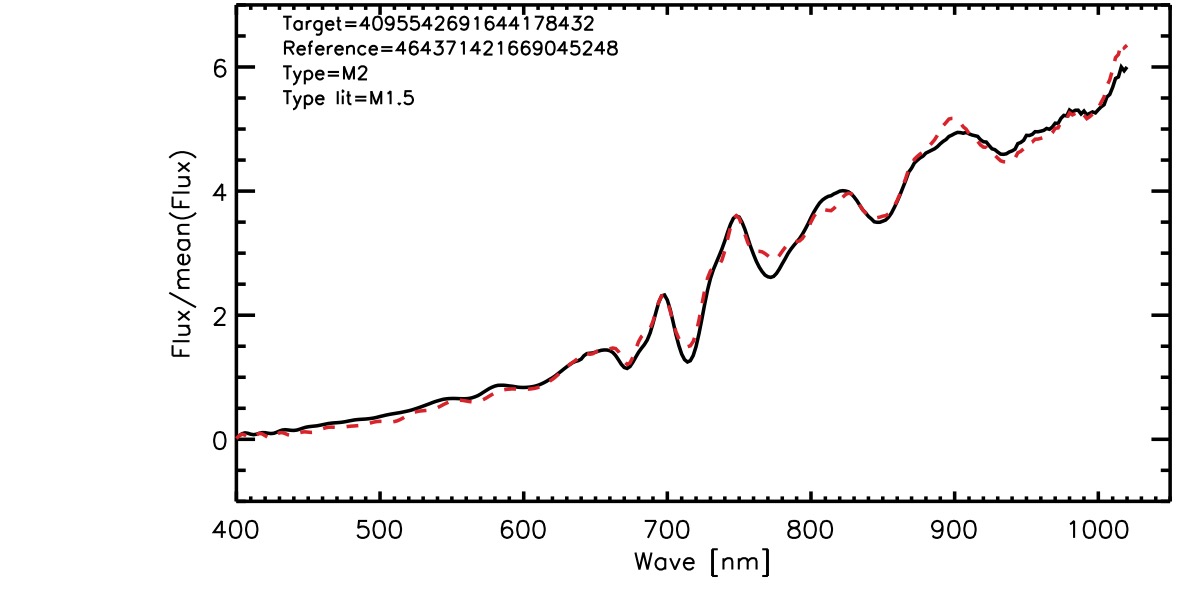 Target=4095542691644178432
Reference=464371421669045248
Type=M2
Type lit=M1.5
Flux/mean(Flux)
6
4
2
0
400 500 600 700 800 900 1000
Wave [nm]